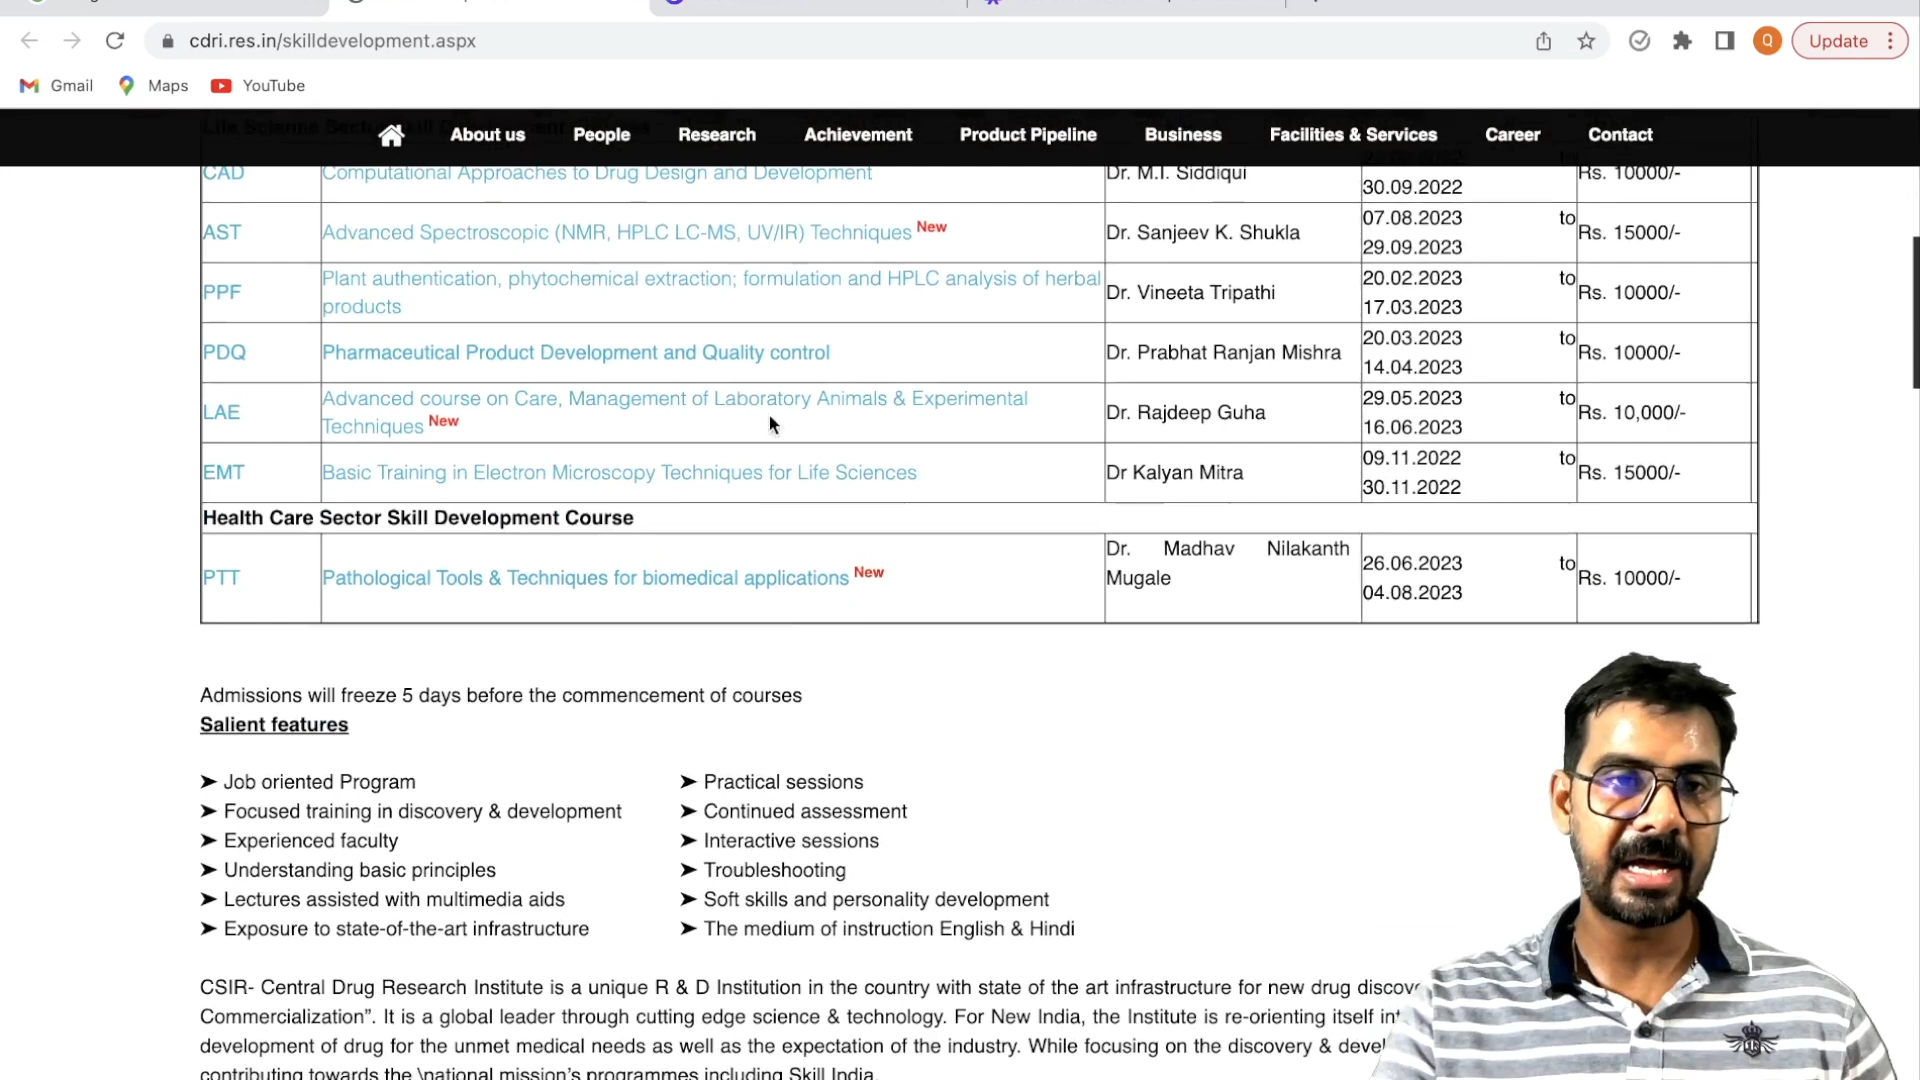 cdri.res.in/skilldevelopment.aspx
Q
Update
Gmail Maps YouTube
About us People Research Achievement Product Pipeline Business Facilities & Services Career Contact
CAD Computational Approaches to Drug Design and Development Dr. M.I. Siddiqui 30.09.2022 Rs. 10000/-
AST Advanced Spectroscopic (NMR, HPLC LC-MS, UV/IR) Techniques New Dr. Sanjeev K. Shukla 07.08.2023 to
29.09.2023 Rs. 15000/-
PPF Plant authentication, phytochemical extraction; formulation and HPLC analysis of herbal
products Dr. Vineeta Tripathi 20.02.2023 to
17.03.2023 Rs. 10000/-
PDQ Pharmaceutical Product Development and Quality control Dr. Prabhat Ranjan Mishra 20.03.2023 to
14.04.2023 Rs. 10000/-
LAE Advanced course on Care, Management of Laboratory Animals & Experimental
Techniques New Dr. Rajdeep Guha 29.05.2023 to
16.06.2023 Rs. 10,000/-
EMT Basic Training in Electron Microscopy Techniques for Life Sciences Dr Kalyan Mitra 09.11.2022 to
30.11.2022 Rs. 15000/-
Health Care Sector Skill Development Course
PTT Pathological Tools & Techniques for biomedical applications New Dr. Madhav Nilakanth
Mugale 26.06.2023 to
04.08.2023 Rs. 10000/-
Admissions will freeze 5 days before the commencement of courses
Salient features
➤ Job oriented Program
➤ Focused training in discovery & development
➤ Experienced faculty
➤ Understanding basic principles
➤ Lectures assisted with multimedia aids
➤ Exposure to state-of-the-art infrastructure
➤ Practical sessions
➤ Continued assessment
➤ Interactive sessions
➤ Troubleshooting
➤ Soft skills and personality development
➤ The medium of instruction English & Hindi
CSIR- Central Drug Research Institute is a unique R & D Institution in the country with state of the art infrastructure for new drug
Commercialization”. It is a global leader through cutting edge science & technology. For New India, the Institute is re-orienting itself
development of drug for the unmet medical needs as well as the expectation of the industry. While focusing on the discovery &
contributing towards the \national mission's programmes including Skill India.